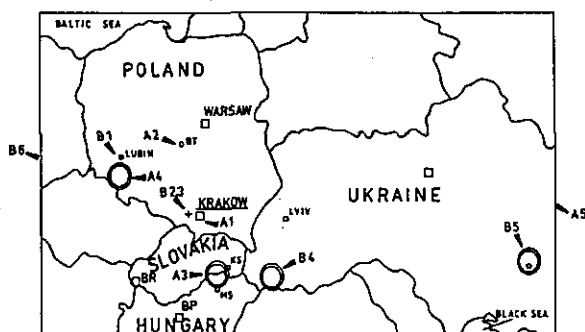 BALTIC SEA
POLAND
WARSAW
B1
A2
BT
LUBIN
B6
A4
B23
KRAKOW
A1
LVIV
UKRAINE
A5
SLOVAKIA
B5
B4
KS
A3
BR
MS
BP
HUNGARY
BLACK SEA